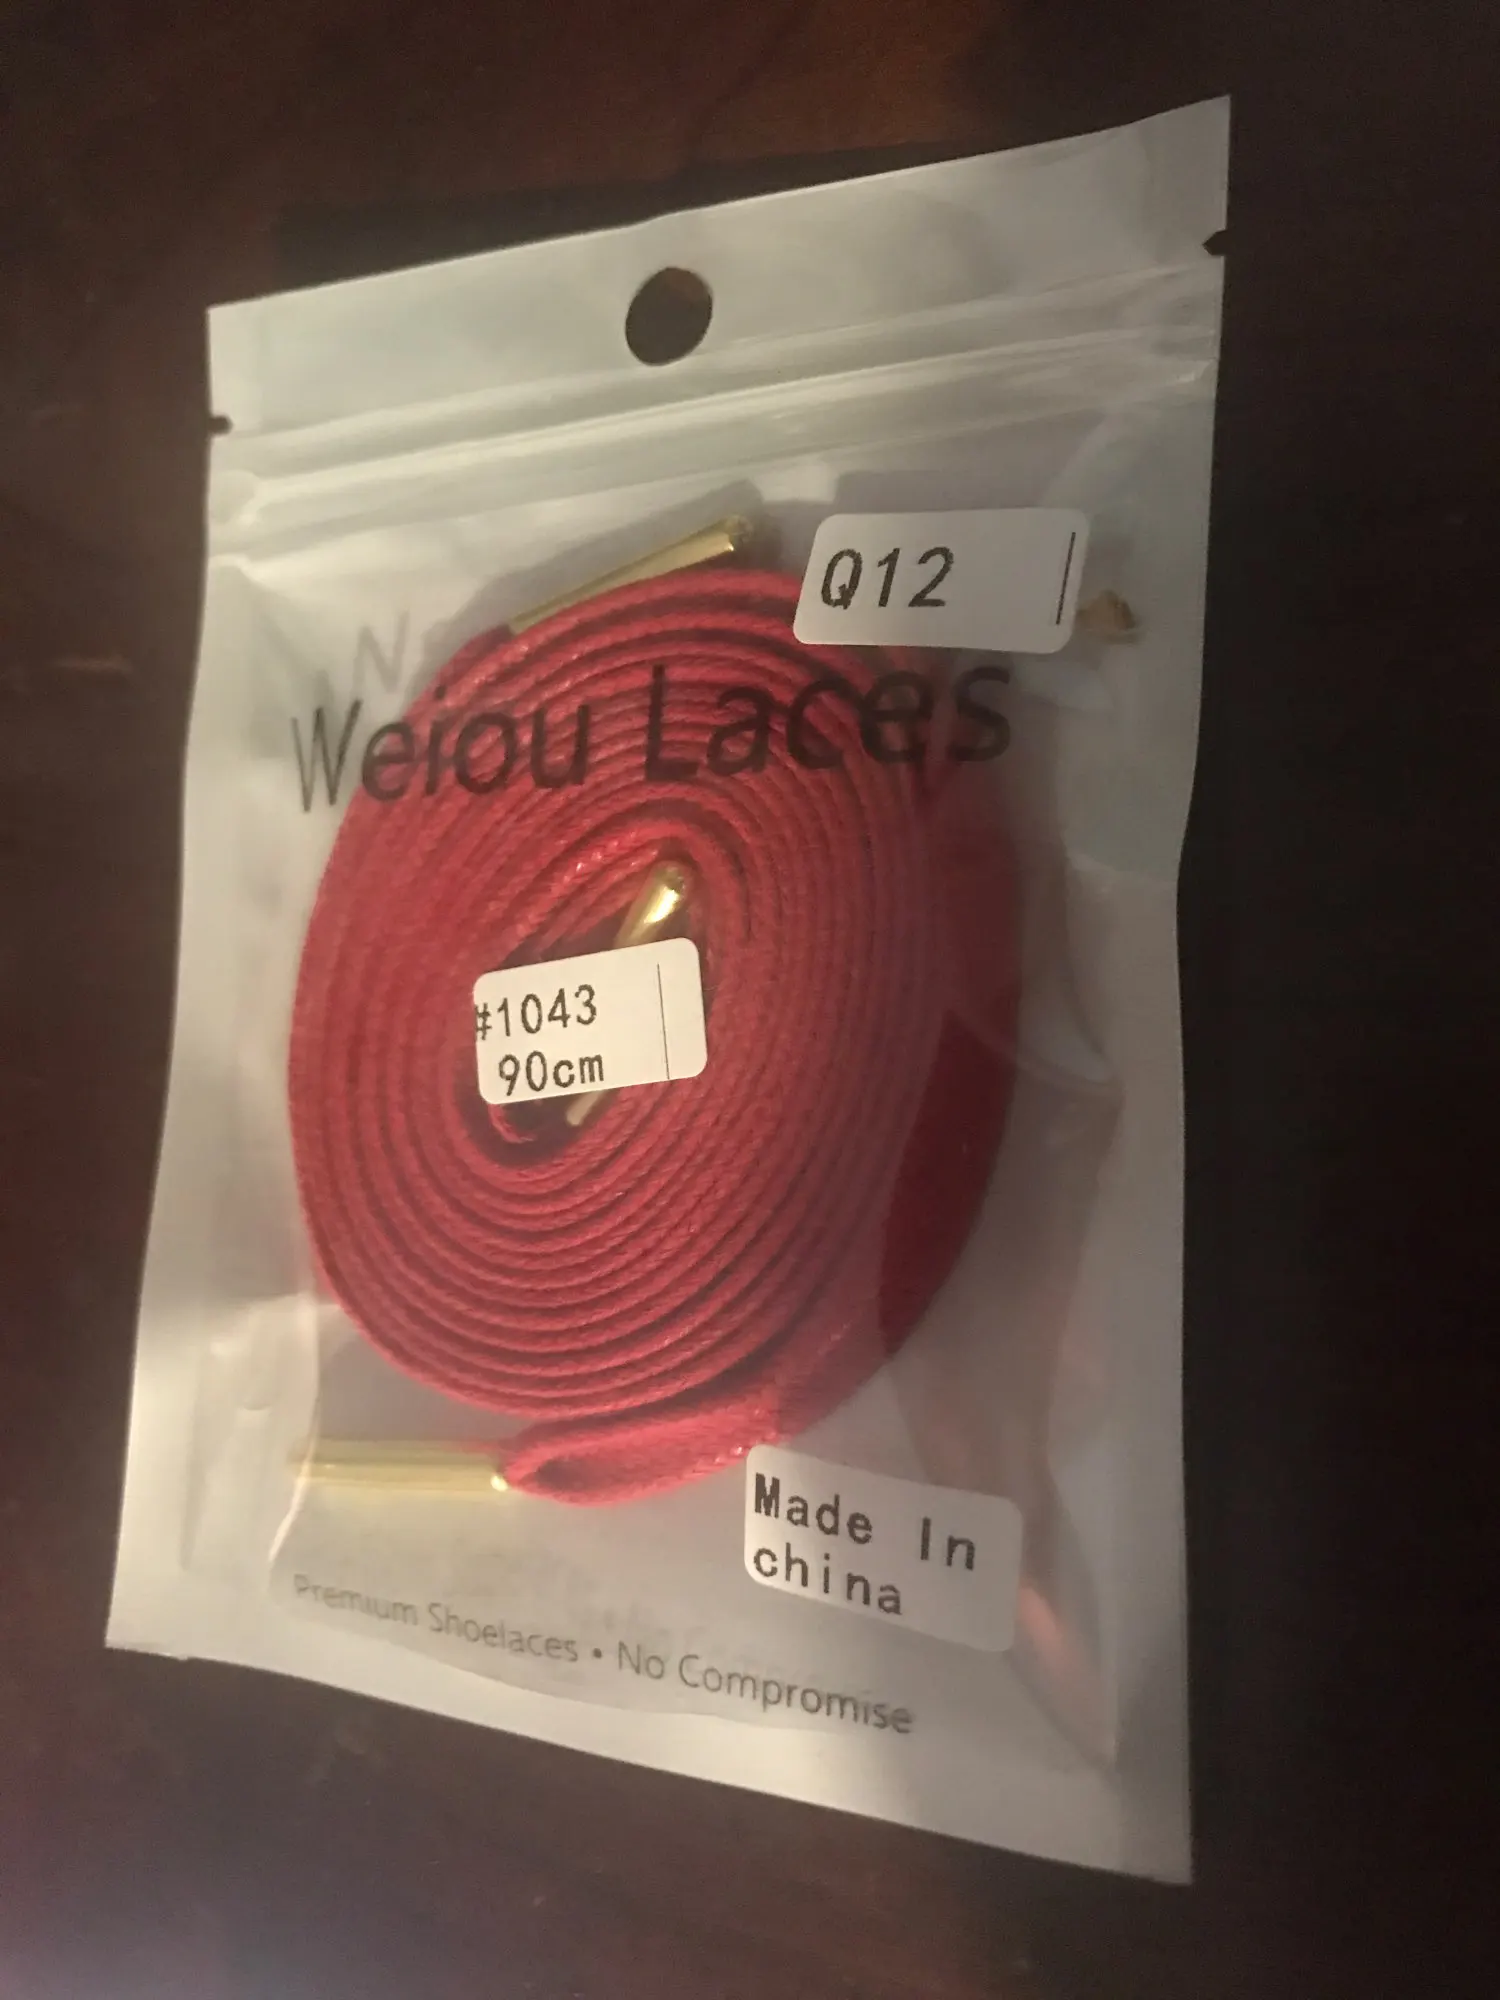 Q12
Weiou Laces
#1043
90cm
Made In
china
Premium Shoelaces • No Compromise